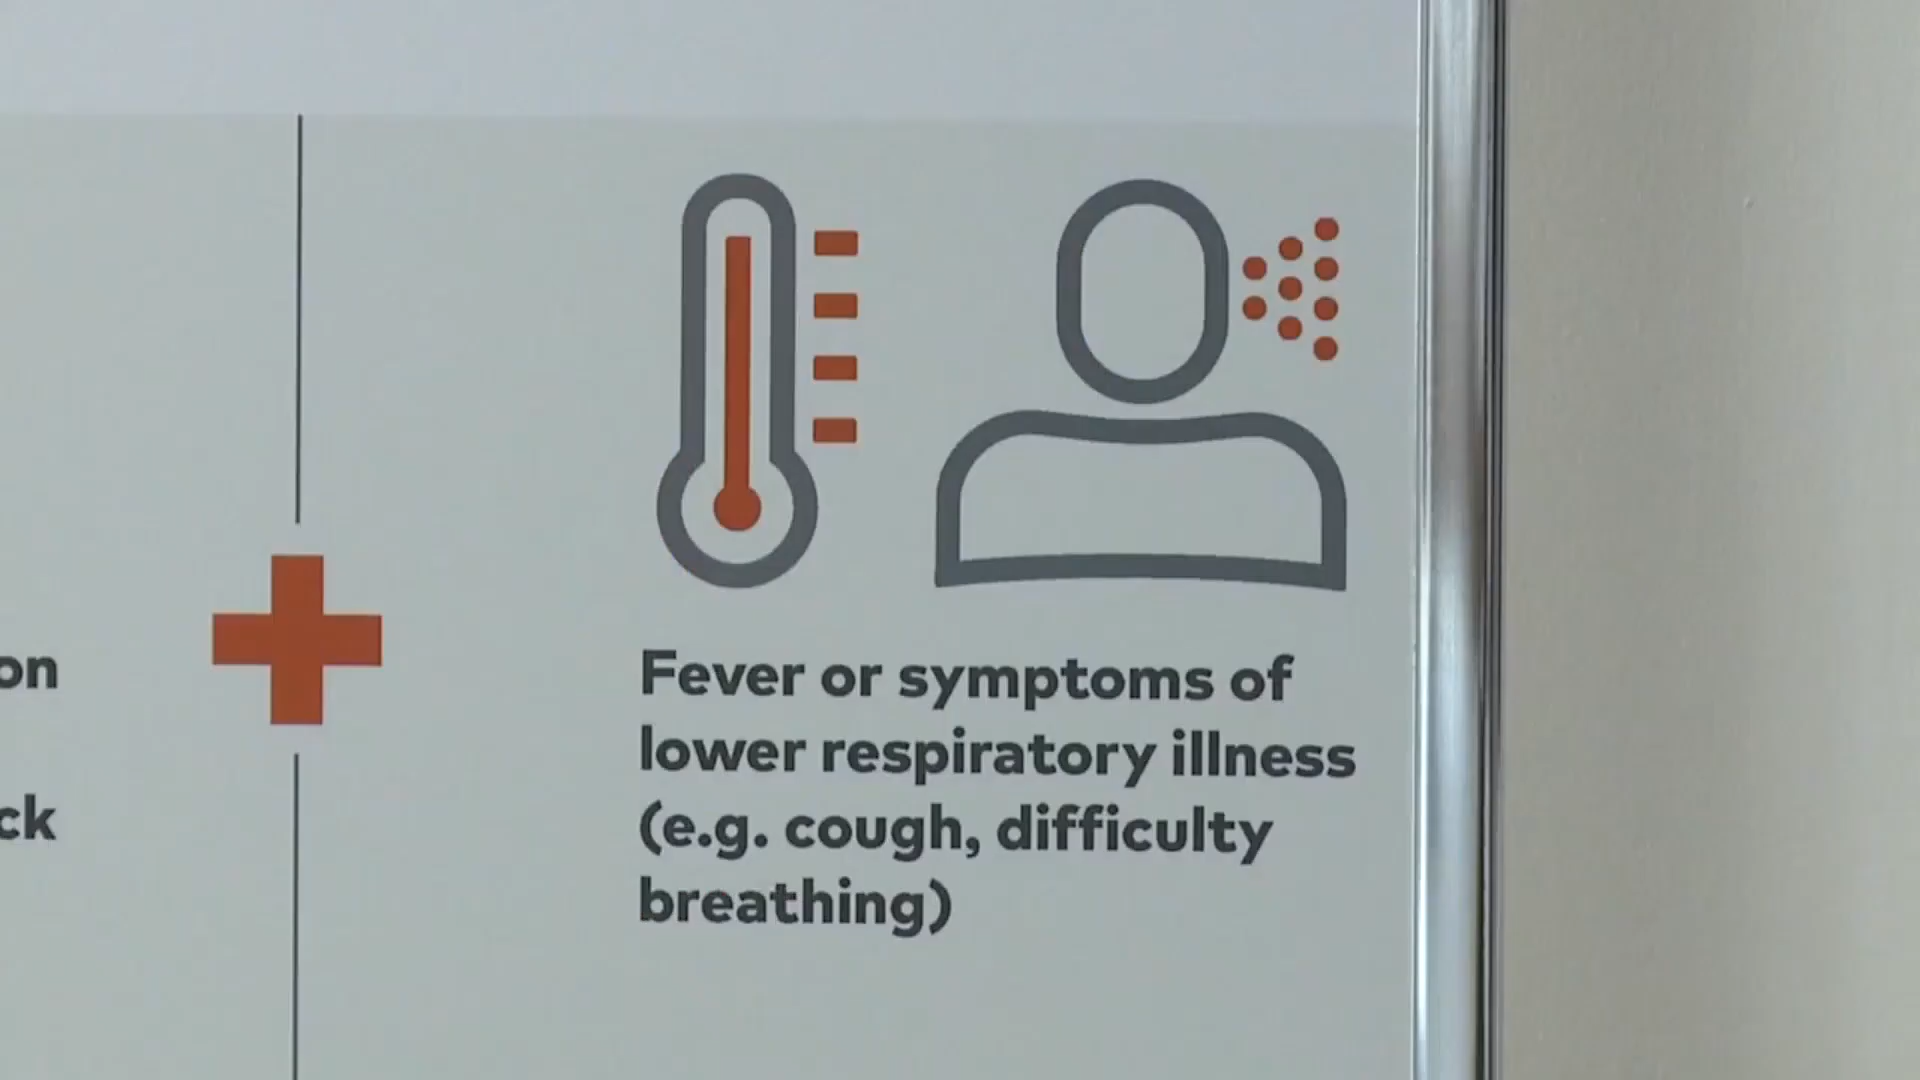 on
ck
Fever or symptoms of
lower respiratory illness
(e.g. cough, difficulty
breathing)